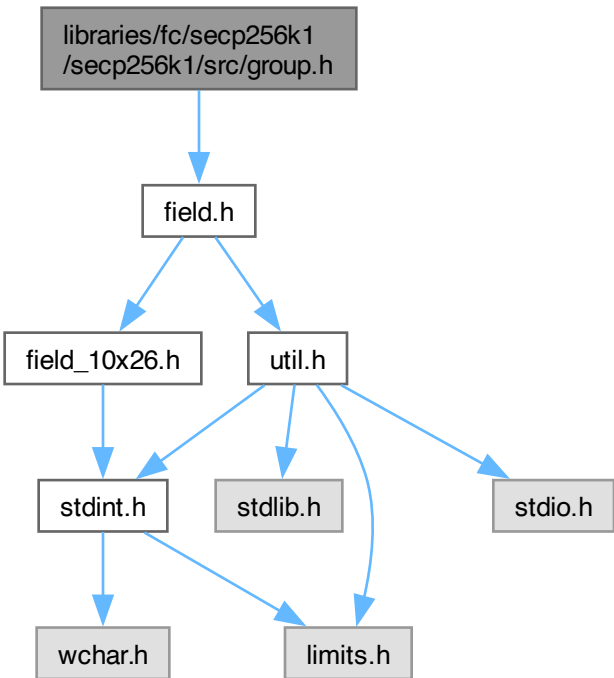 libraries/fc/secp256k1
/secp256k1/src/group.h
field.h
field_10x26.h
util.h
stdint.h
stdlib.h
stdio.h
wchar.h
limits.h